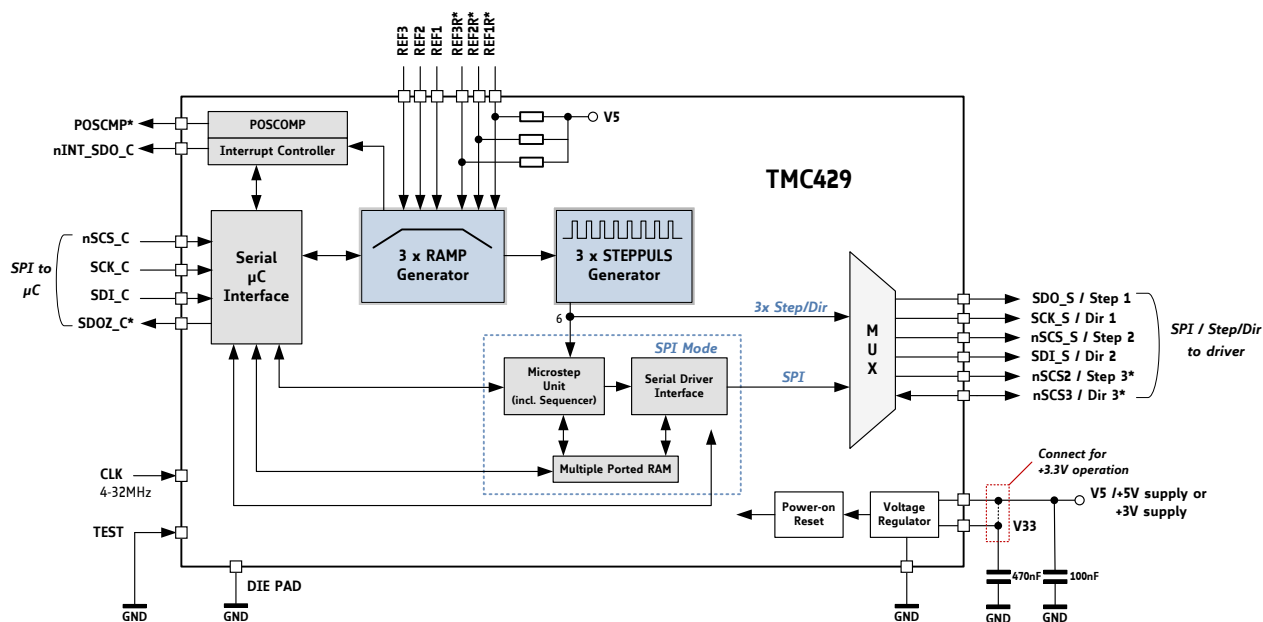 REF3
REF2
REF1
REF3R*
REF2R*
REF1R*
V5
POSCMP*
POSCOMP
nINT_SDO_C
Interrupt Controller
TMC429
SPI to
µC
nSCS_C
SCK_C
SDI_C
SDOZ_C*
Serial
µC
Interface
3 x RAMP
Generator
3 x STEPPULS
Generator
6
3x Step/Dir
SPI Mode
Microstep
Unit
(incl. Sequencer)
Serial Driver
Interface
SPI
Multiple Ported RAM
MUX
SDO_S / Step 1
SCK_S / Dir 1
nSCS_S / Step 2
SDI_S / Dir 2
nSCS2 / Step 3*
nSCS3 / Dir 3*
SPI / Step/Dir
to driver
CLK
4-32MHz
TEST
GND
DIE PAD
GND
Power-on
Reset
Voltage
Regulator
GND
Connect for
+3.3V operation
V5 /+5V supply or
+3V supply
V33
470nF
100nF
GND
GND